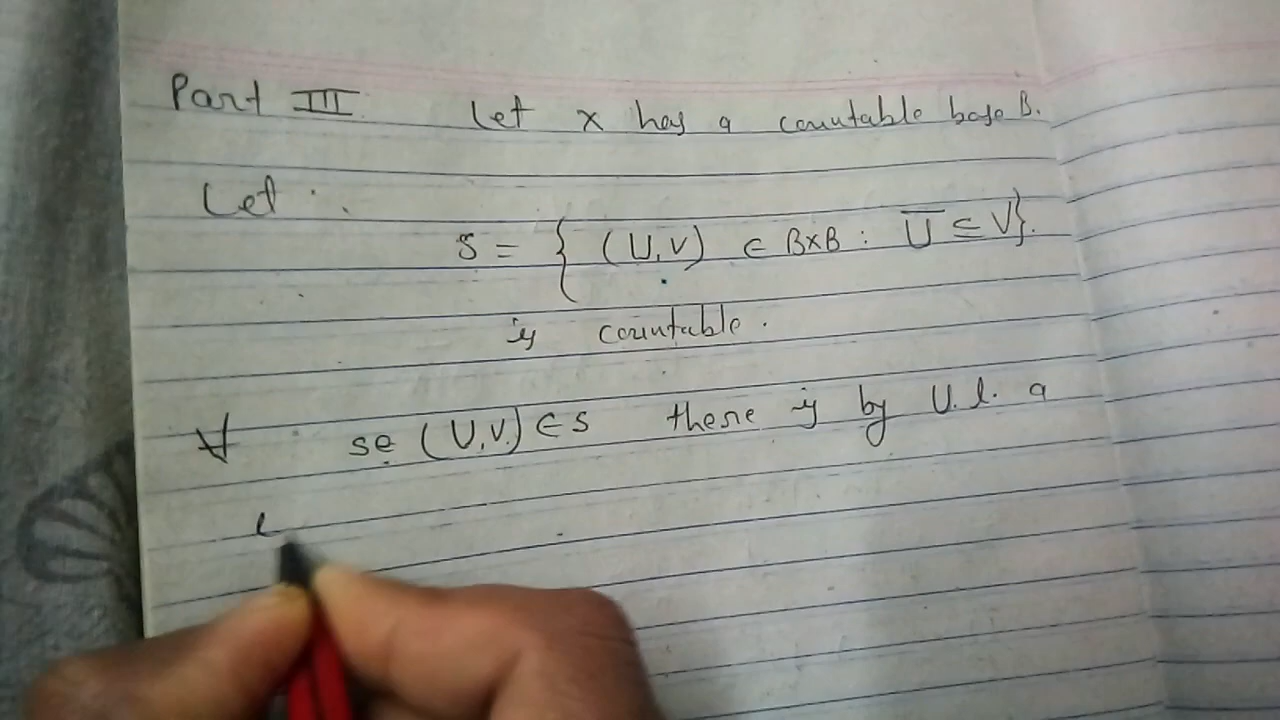 Part III Let X has a countable base B.
Let
S = { (U,V) ∈ B×B : U̅ ⊆ V}.
is countable.
∀ se (U,V) ∈ S there is by U.l. a